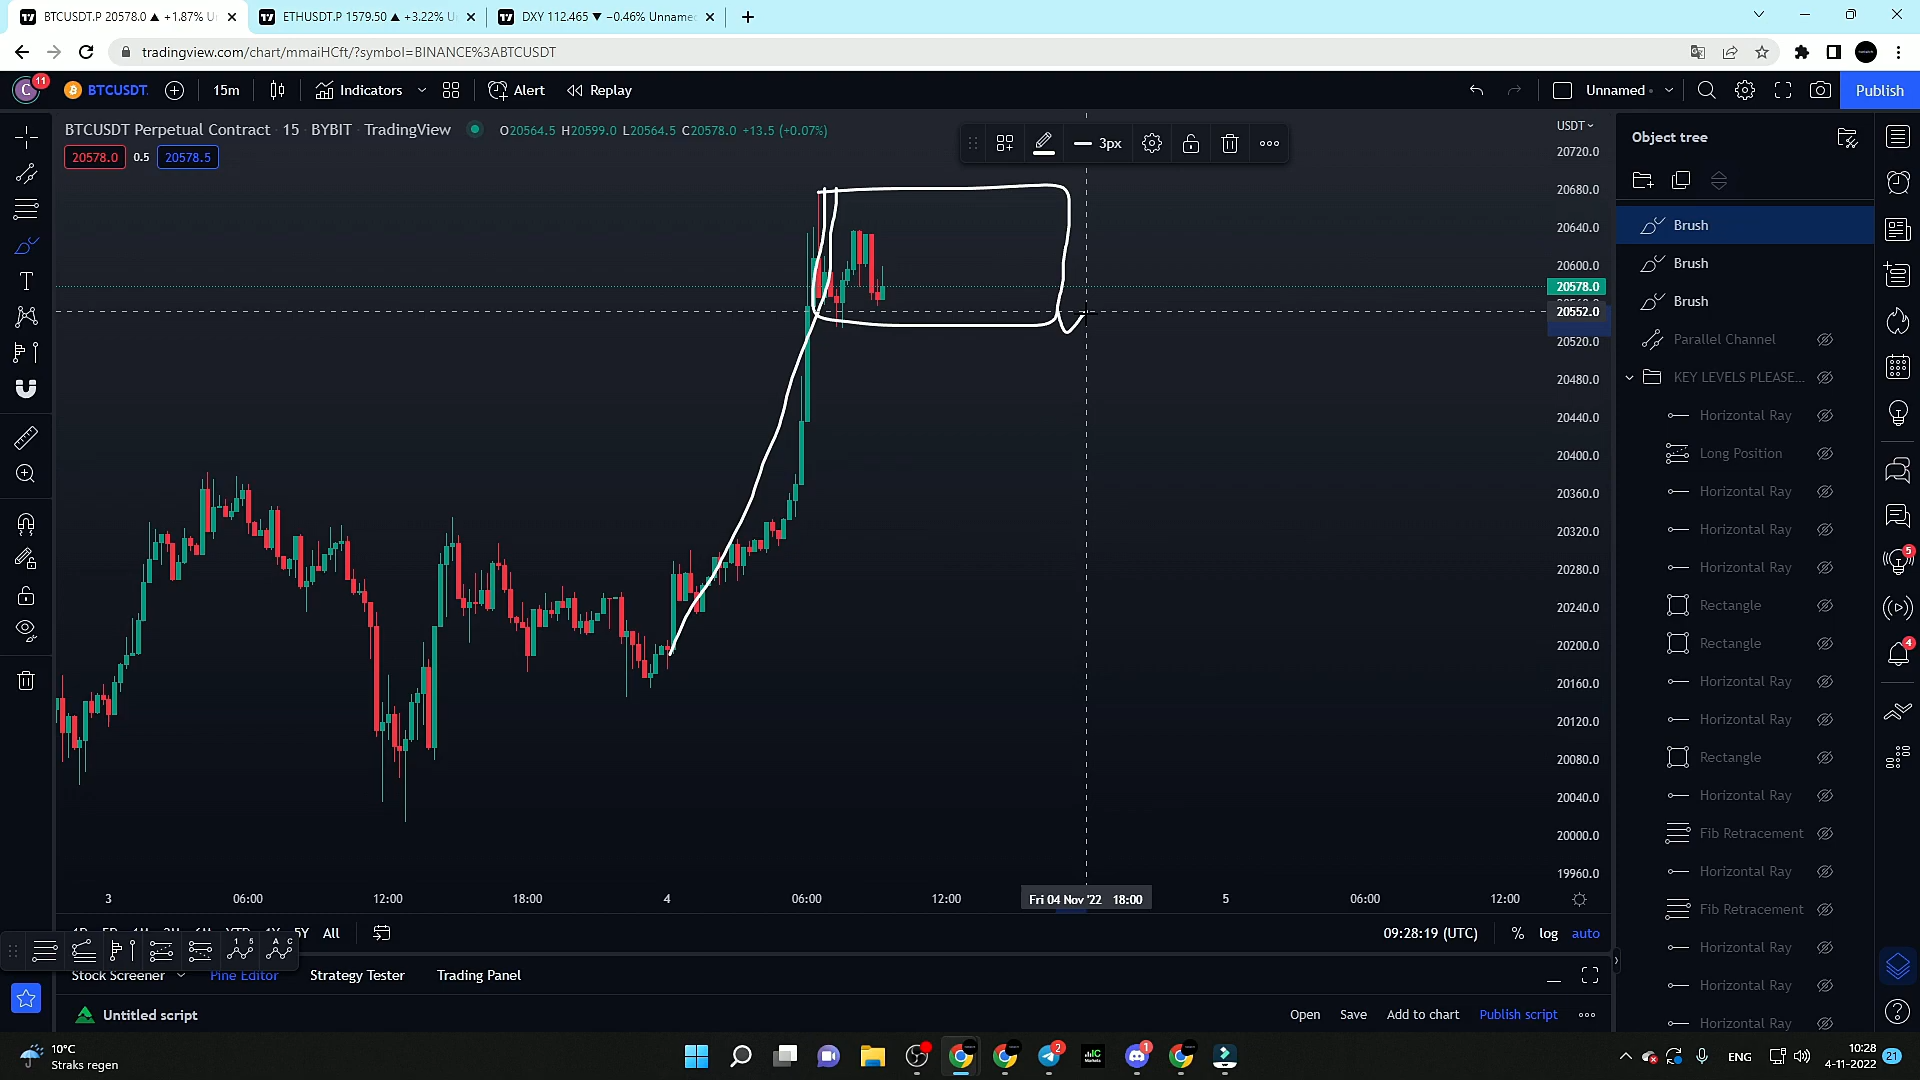 BTCUSDT.P 20578.0 ▲ +1.87% U
ETHUSDT.P 1579.50 ▲ +3.22% U
DXY 112.465 ▼ −0.46% Unname
tradingview.com/chart/mmaiHCft/?symbol=BINANCE%3ABTCUSDT
C
11
BTCUSDT.
15m
Indicators
Alert
Replay
Unnamed
Publish
BTCUSDT Perpetual Contract · 15 · BYBIT · TradingView
O20564.5 H20599.0 L20564.5 C20578.0 +13.5 (+0.07%)
20578.0
0.5
20578.5
3px
USDT
20720.0
20680.0
20640.0
20600.0
20578.0
20552.0
20520.0
20480.0
20440.0
20400.0
20360.0
20320.0
20280.0
20240.0
20200.0
20160.0
20120.0
20080.0
20040.0
20000.0
19960.0
Object tree
Brush
Brush
Brush
Parallel Channel
KEY LEVELS PLEASE...
Horizontal Ray
Long Position
Horizontal Ray
Horizontal Ray
Horizontal Ray
Rectangle
Rectangle
Horizontal Ray
Horizontal Ray
Rectangle
Horizontal Ray
Fib Retracement
Horizontal Ray
Fib Retracement
Horizontal Ray
Horizontal Ray
Horizontal Ray
5
4
3
06:00
12:00
18:00
4
06:00
12:00
Fri 04 Nov '22 18:00
5
06:00
12:00
5Y
All
09:28:19 (UTC)
%
log
auto
Stock Screener
Pine Editor
Strategy Tester
Trading Panel
Untitled script
Open
Save
Add to chart
Publish script
10°C
Straks regen
2
1
ENG
10:28
4-11-2022
21